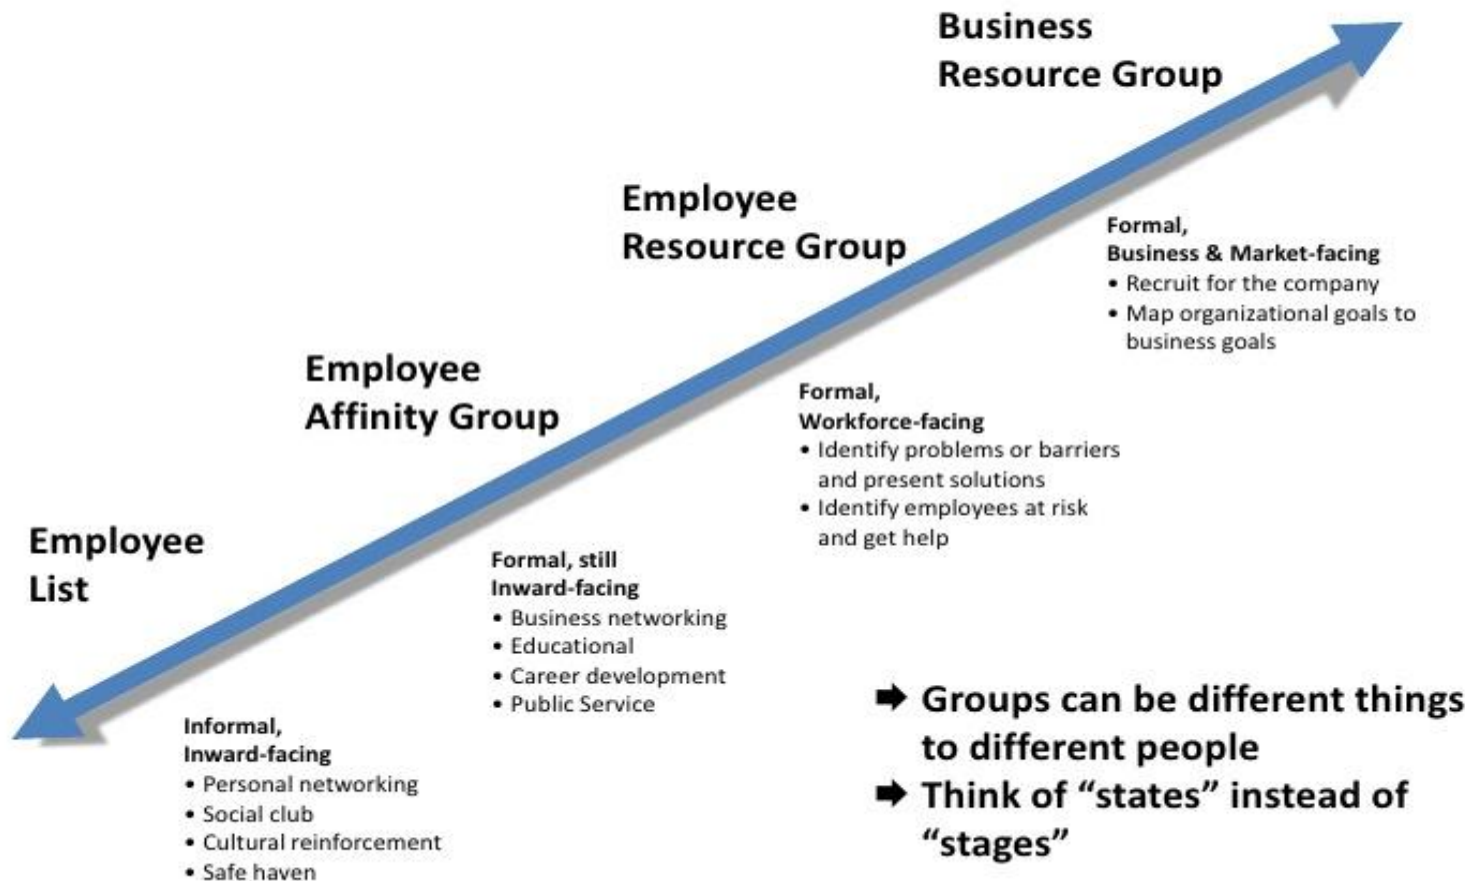 Business
Resource Group
Employee
Resource Group
Formal,
Business & Market-facing
• Recruit for the company
• Map organizational goals to
business goals
Employee
Affinity Group
Formal,
Workforce-facing
• Identify problems or barriers
and present solutions
• Identify employees at risk
and get help
Employee
List
Formal, still
Inward-facing
• Business networking
• Educational
• Career development
• Public Service
Informal,
Inward-facing
• Personal networking
• Social club
• Cultural reinforcement
• Safe haven
➡ Groups can be different things
to different people
➡ Think of “states” instead of
“stages”